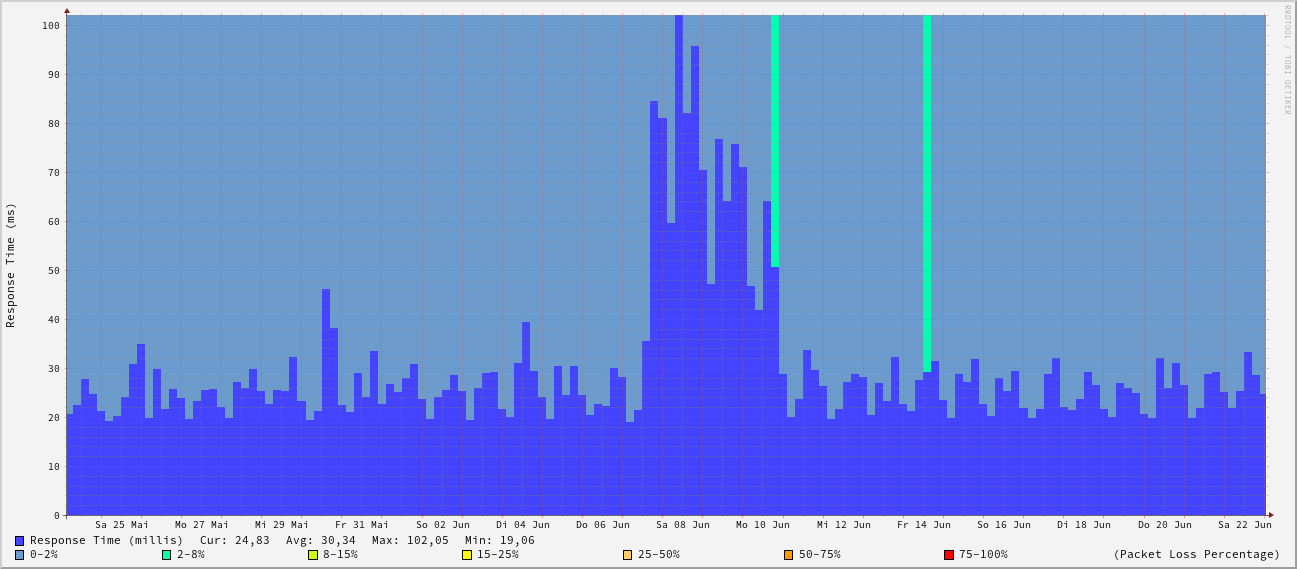 RRDTOOL / TOBI OETIKER
Response Time (ms)
100
90
80
70
60
50
40
30
20
10
0
Sa 25 Mai Mo 27 Mai Mi 29 Mai Fr 31 Mai So 02 Jun Di 04 Jun Do 06 Jun Sa 08 Jun Mo 10 Jun Mi 12 Jun Fr 14 Jun So 16 Jun Di 18 Jun Do 20 Jun Sa 22 Jun
Response Time (millis) Cur: 24,83 Avg: 30,34 Max: 102,05 Min: 19,06
0-2% 2-8% 8-15% 15-25% 25-50% 50-75% 75-100% (Packet Loss Percentage)